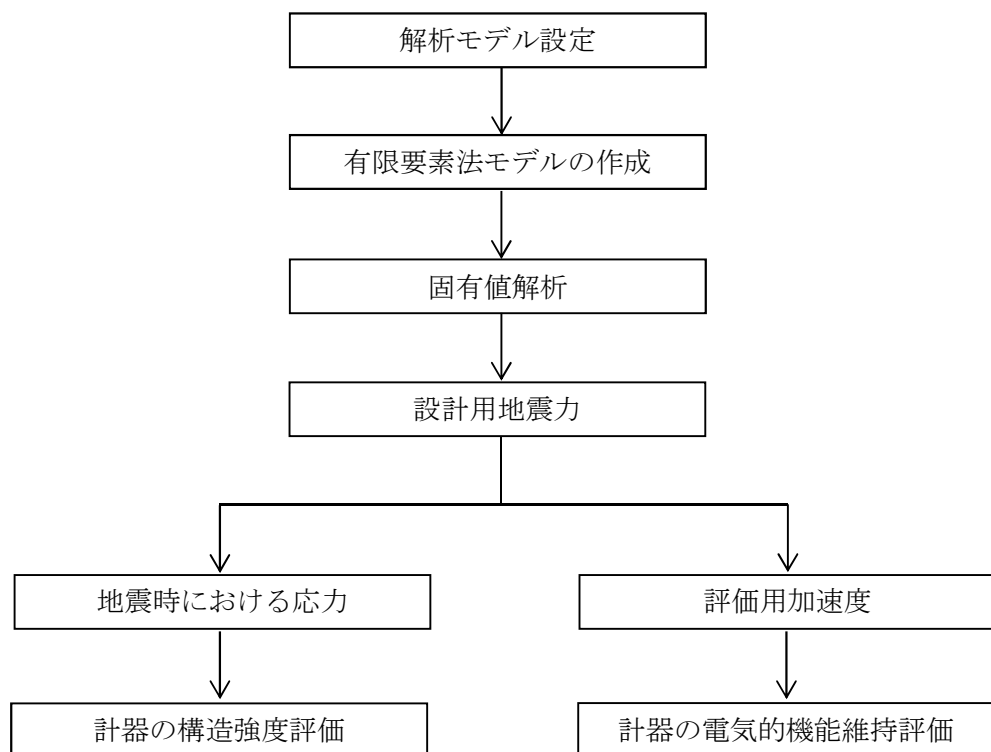 解析モデル設定
有限要素法モデルの作成
固有値解析
設計用地震力
地震時における応力
評価用加速度
計器の構造強度評価
計器の電気的機能維持評価